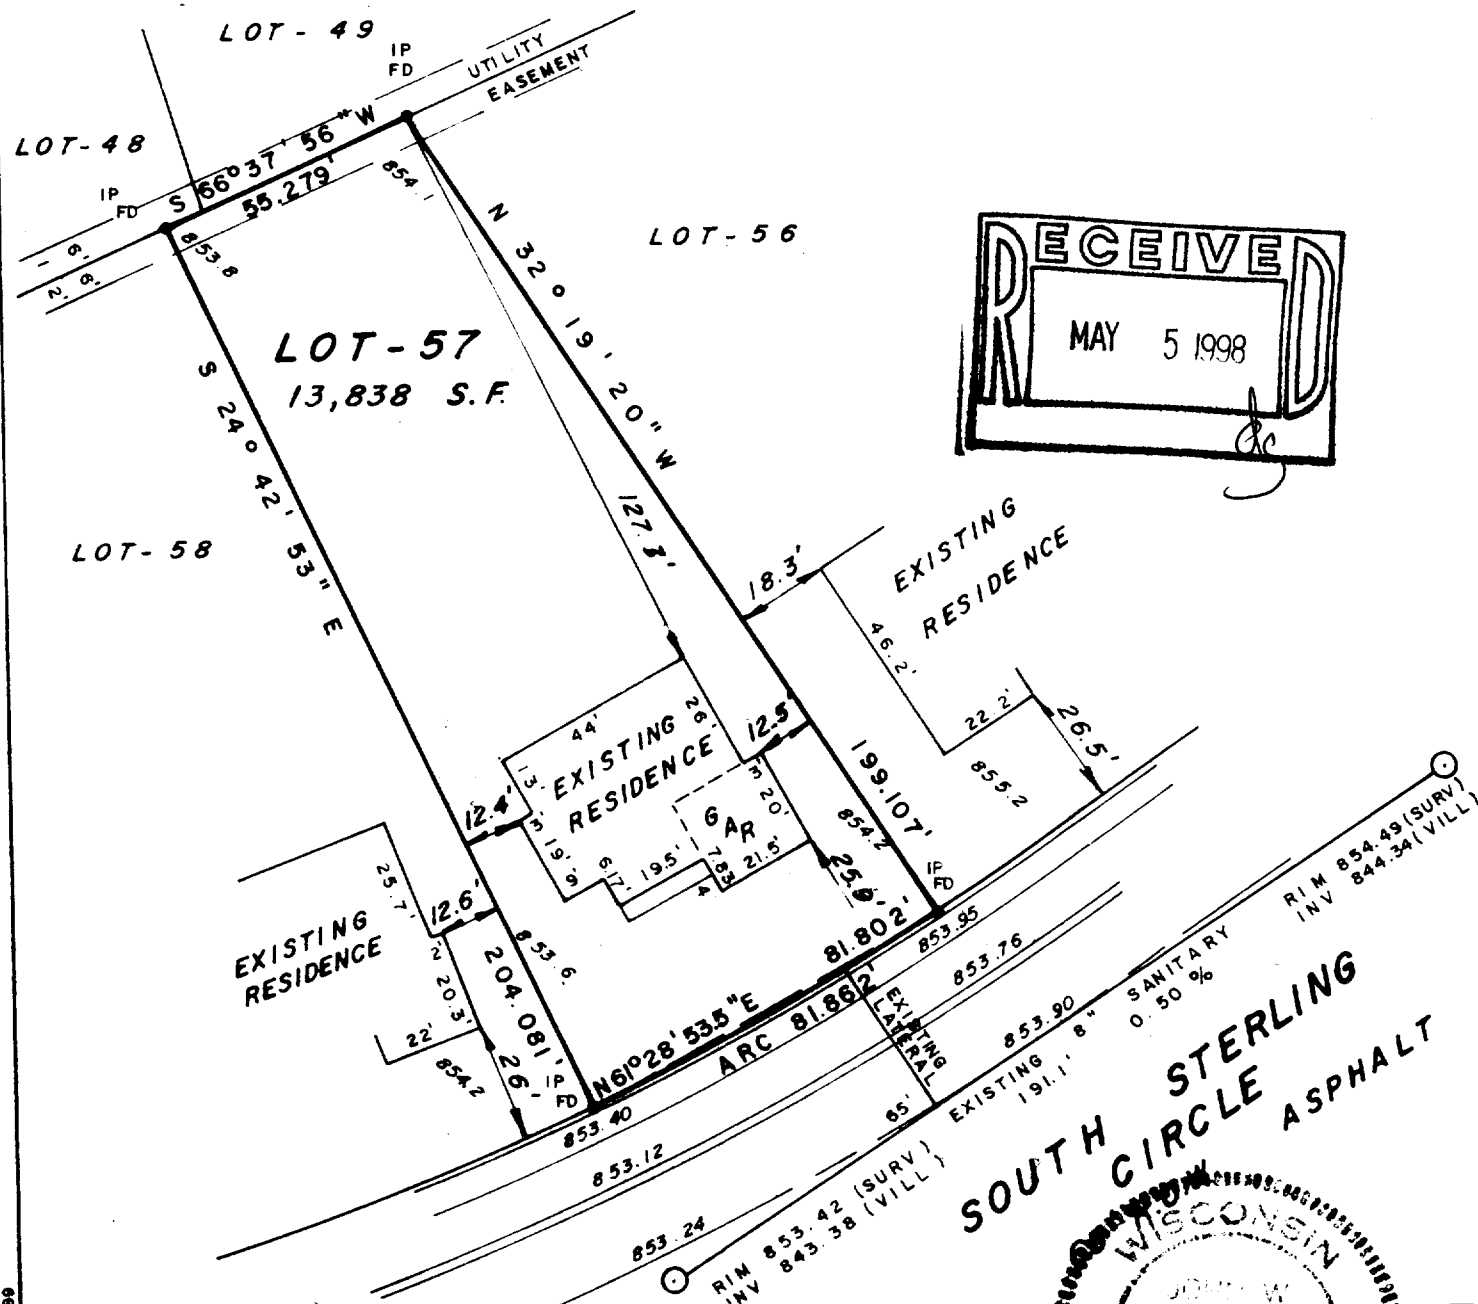 LOT - 49
IP
FD
UTILITY
EASEMENT
LOT-48
S 66° 37' 56" W
55.279'
IP
FD
6'
6'
854.1
853.8
LOT-56
RECEIVED
MAY 5 1998
N 32° 19' 20" W
LOT-57
13,838 S.F.
S 24° 42' 53" E
LOT-58
127.3'
18.3'
EXISTING
RESIDENCE
46.2'
22.2'
26.5'
855.2
44'
26'
EXISTING
RESIDENCE
13'
12.4'
12.5'
3'
20'
GAR
3'
19'
9
6.17'
19.5'
4
7.83
21.5'
199.107'
854.2
IP
FD
25.7'
12.6'
EXISTING
RESIDENCE
2'
20.3'
22'
854.2
26'
853.6
204.081'
IP
FD
81.802'
N 61° 28' 53.5" E
ARC 81.862'
EXISTING
LATERAL
853.95
853.76
853.90
853.40
853.12
853.24
65'
EXISTING 8" SANITARY
191.1' 0.50 %
RIM 854.49 (SURV)
INV 844.34 (VILL)
RIM 853.42 (SURV)
INV 843.38 (VILL)
SOUTH STERLING
CIRCLE
ASPHALT
WISCONSIN
JOHN W